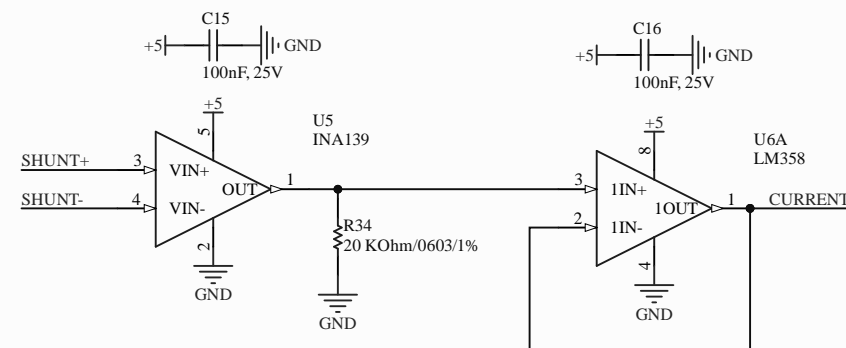 C15
+5
GND
100nF, 25V
C16
+5
GND
100nF, 25V
+5
5
U5
INA139
SHUNT+
3
VIN+
OUT
1
SHUNT-
4
VIN-
2
GND
R34
20 KOhm/0603/1%
GND
+5
8
U6A
LM358
3
1IN+
2
1IN-
1OUT
1
CURRENT
4
GND